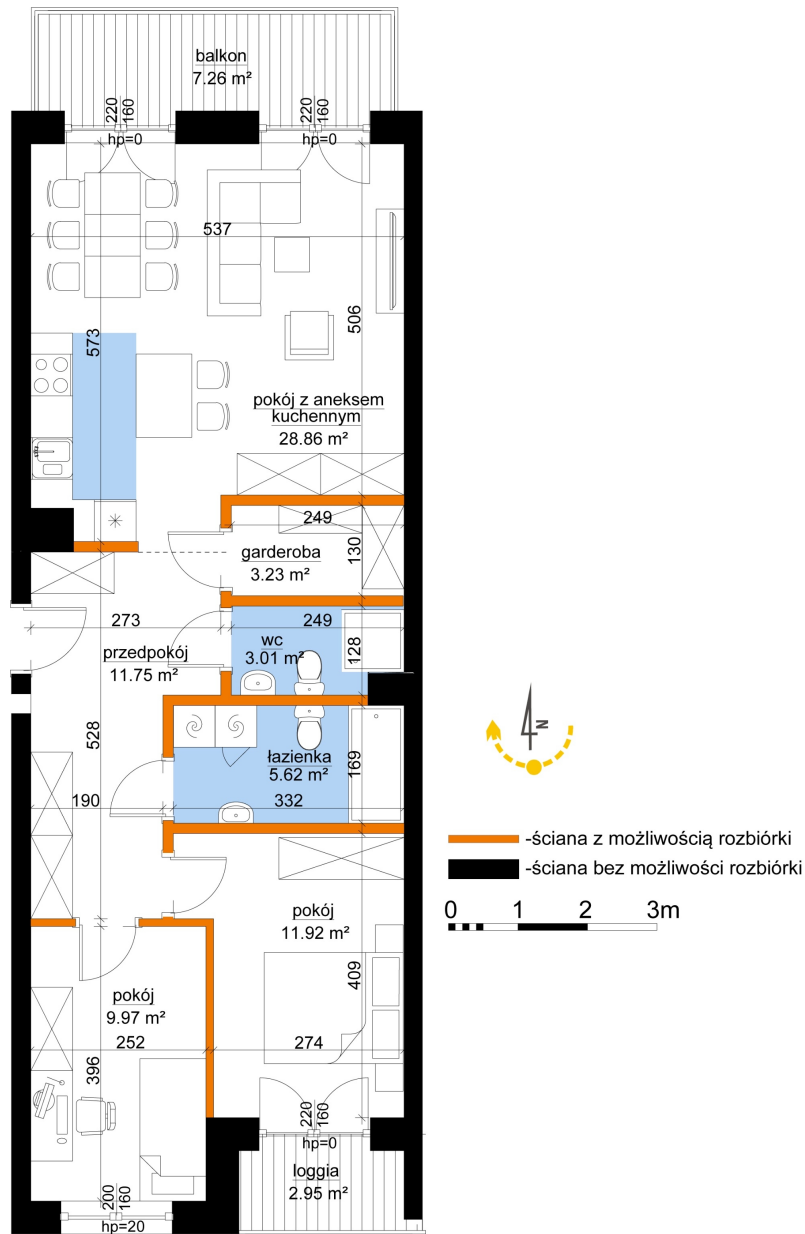 balkon
7.26 m²
220
160
hp=0
220
160
hp=0
537
573
506
pokój z aneksem
kuchennym
28.86 m²
249
garderoba
3.23 m²
130
273
249
wc
3.01 m²
128
przedpokój
11.75 m²
528
łazienka
5.62 m²
169
190
332
N
-ściana z możliwością rozbiórki
-ściana bez możliwości rozbiórki
0 1 2 3m
pokój
11.92 m²
409
pokój
9.97 m²
252
274
396
220
160
hp=0
loggia
2.95 m²
200
160
hp=20